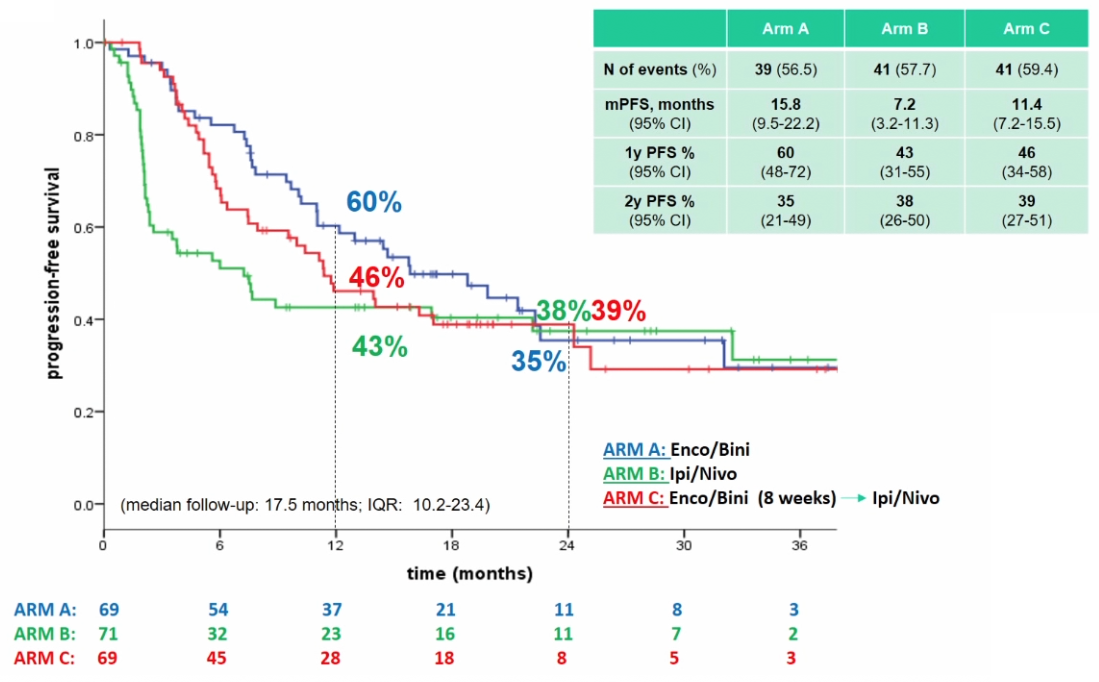 Arm A Arm B Arm C
N of events (%) 39 (56.5) 41 (57.7) 41 (59.4)
mPFS, months 15.8 7.2 11.4
(95% CI) (9.5-22.2) (3.2-11.3) (7.2-15.5)
1y PFS % 60 43 46
(95% CI) (48-72) (31-55) (34-58)
2y PFS % 35 38 39
(95% CI) (21-49) (26-50) (27-51)
progression-free survival
1.0
0.8
0.6
0.4
0.2
0.0
60%
46%
43%
38% 39%
35%
ARM A: Enco/Bini
ARM B: Ipi/Nivo
ARM C: Enco/Bini (8 weeks) → Ipi/Nivo
(median follow-up: 17.5 months; IQR: 10.2-23.4)
0 6 12 18 24 30 36
time (months)
ARM A: 69 54 37 21 11 8 3
ARM B: 71 32 23 16 11 7 2
ARM C: 69 45 28 18 8 5 3